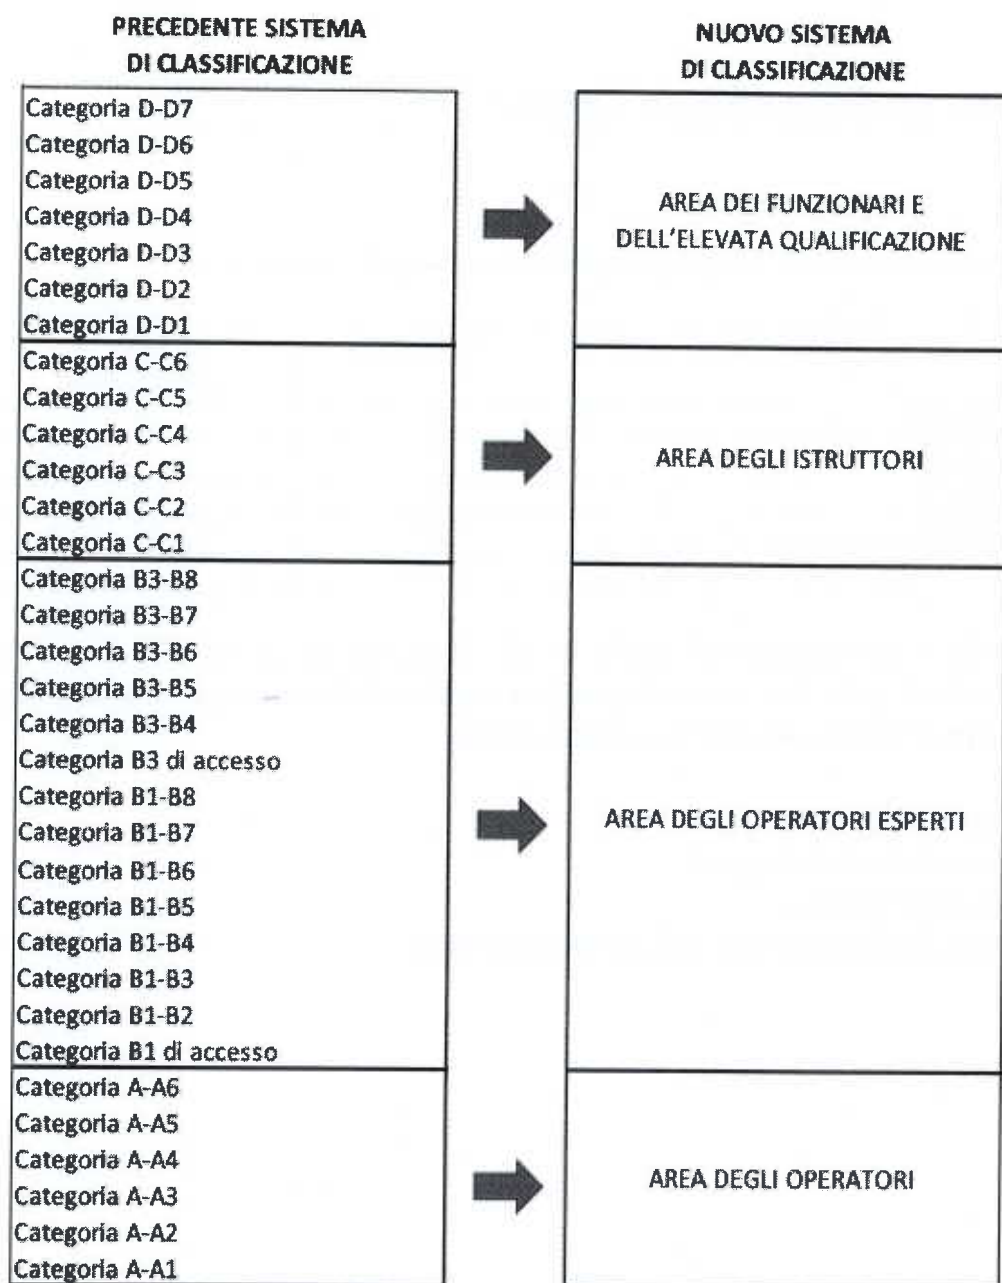 PRECEDENTE SISTEMA
DI CLASSIFICAZIONE
NUOVO SISTEMA
DI CLASSIFICAZIONE
Categoria D-D7
Categoria D-D6
Categoria D-D5
Categoria D-D4
Categoria D-D3
Categoria D-D2
Categoria D-D1
AREA DEI FUNZIONARI E
DELL'ELEVATA QUALIFICAZIONE
Categoria C-C6
Categoria C-C5
Categoria C-C4
Categoria C-C3
Categoria C-C2
Categoria C-C1
AREA DEGLI ISTRUTTORI
Categoria B3-B8
Categoria B3-B7
Categoria B3-B6
Categoria B3-B5
Categoria B3-B4
Categoria B3 di accesso
Categoria B1-B8
Categoria B1-B7
Categoria B1-B6
Categoria B1-B5
Categoria B1-B4
Categoria B1-B3
Categoria B1-B2
Categoria B1 di accesso
AREA DEGLI OPERATORI ESPERTI
Categoria A-A6
Categoria A-A5
Categoria A-A4
Categoria A-A3
Categoria A-A2
Categoria A-A1
AREA DEGLI OPERATORI